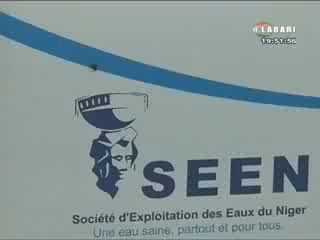 LABARI
19:51:56
SEEN
Société d'Exploitation des Eaux du Niger
Une eau saine, partout et pour tous.